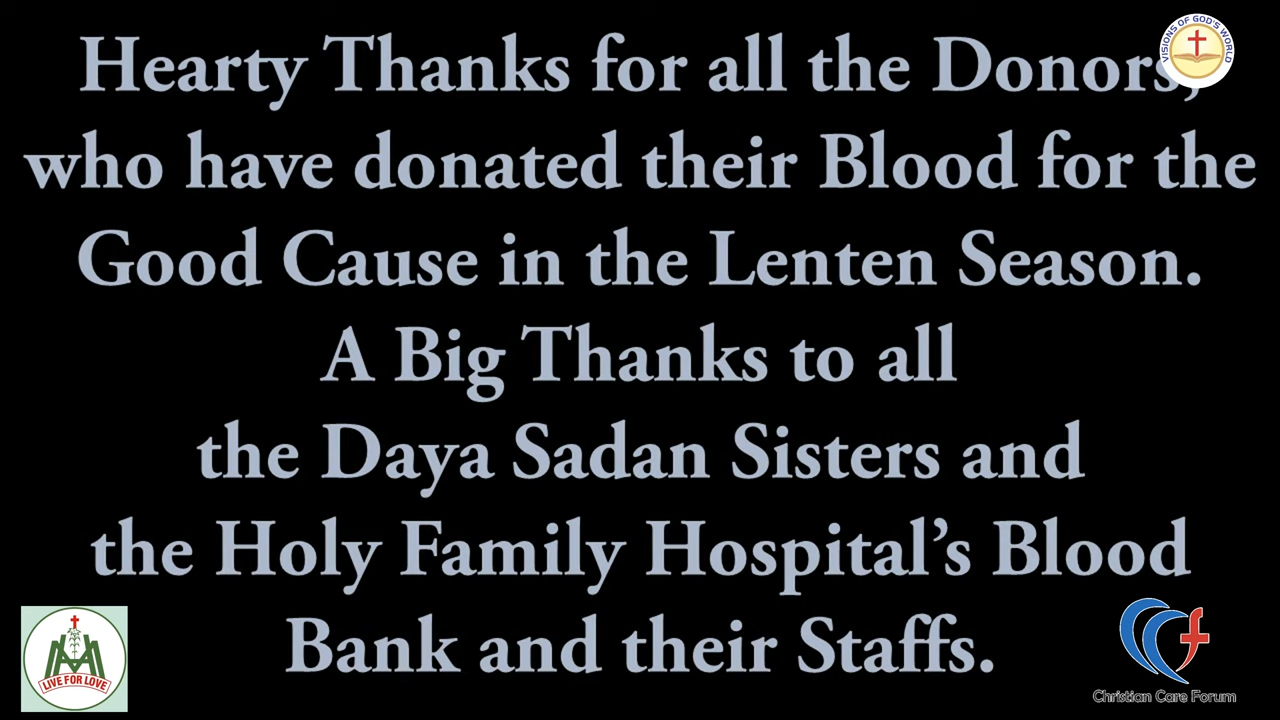 VISIONS OF GOD'S WORLD
Hearty Thanks for all the Donors,
who have donated their Blood for the
Good Cause in the Lenten Season.
A Big Thanks to all
the Daya Sadan Sisters and
the Holy Family Hospital’s Blood
Bank and their Staffs.
LIVE FOR LOVE
Christian Care Forum